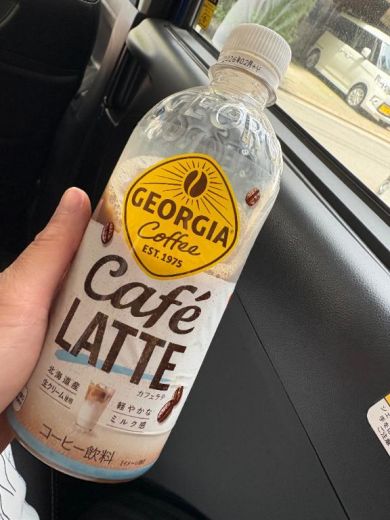 GEORGIA
Coffee
EST. 1975
Café
LATTE
カフェラテ
北海道産
生クリーム使用
軽やかな
ミルク感
コーヒー飲料